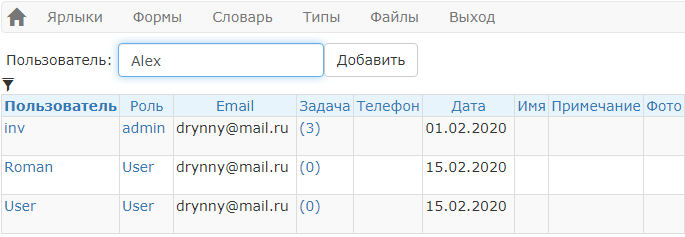 Ярлыки Формы Словарь Типы Файлы Выход
Пользователь: Alex Добавить
Пользователь Роль Email Задача Телефон Дата Имя Примечание Фото
inv admin drynny@mail.ru (3) 01.02.2020
Roman User drynny@mail.ru (0) 15.02.2020
User User drynny@mail.ru (0) 15.02.2020